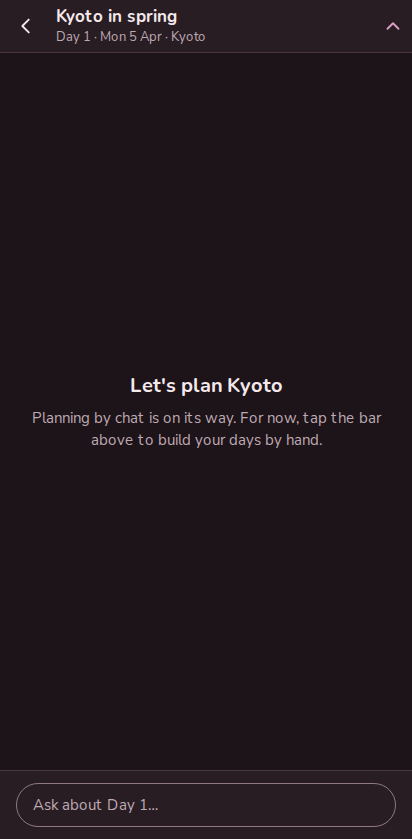 Kyoto in spring
Day 1 · Mon 5 Apr · Kyoto
Let's plan Kyoto
Planning by chat is on its way. For now, tap the bar
above to build your days by hand.
Ask about Day 1...